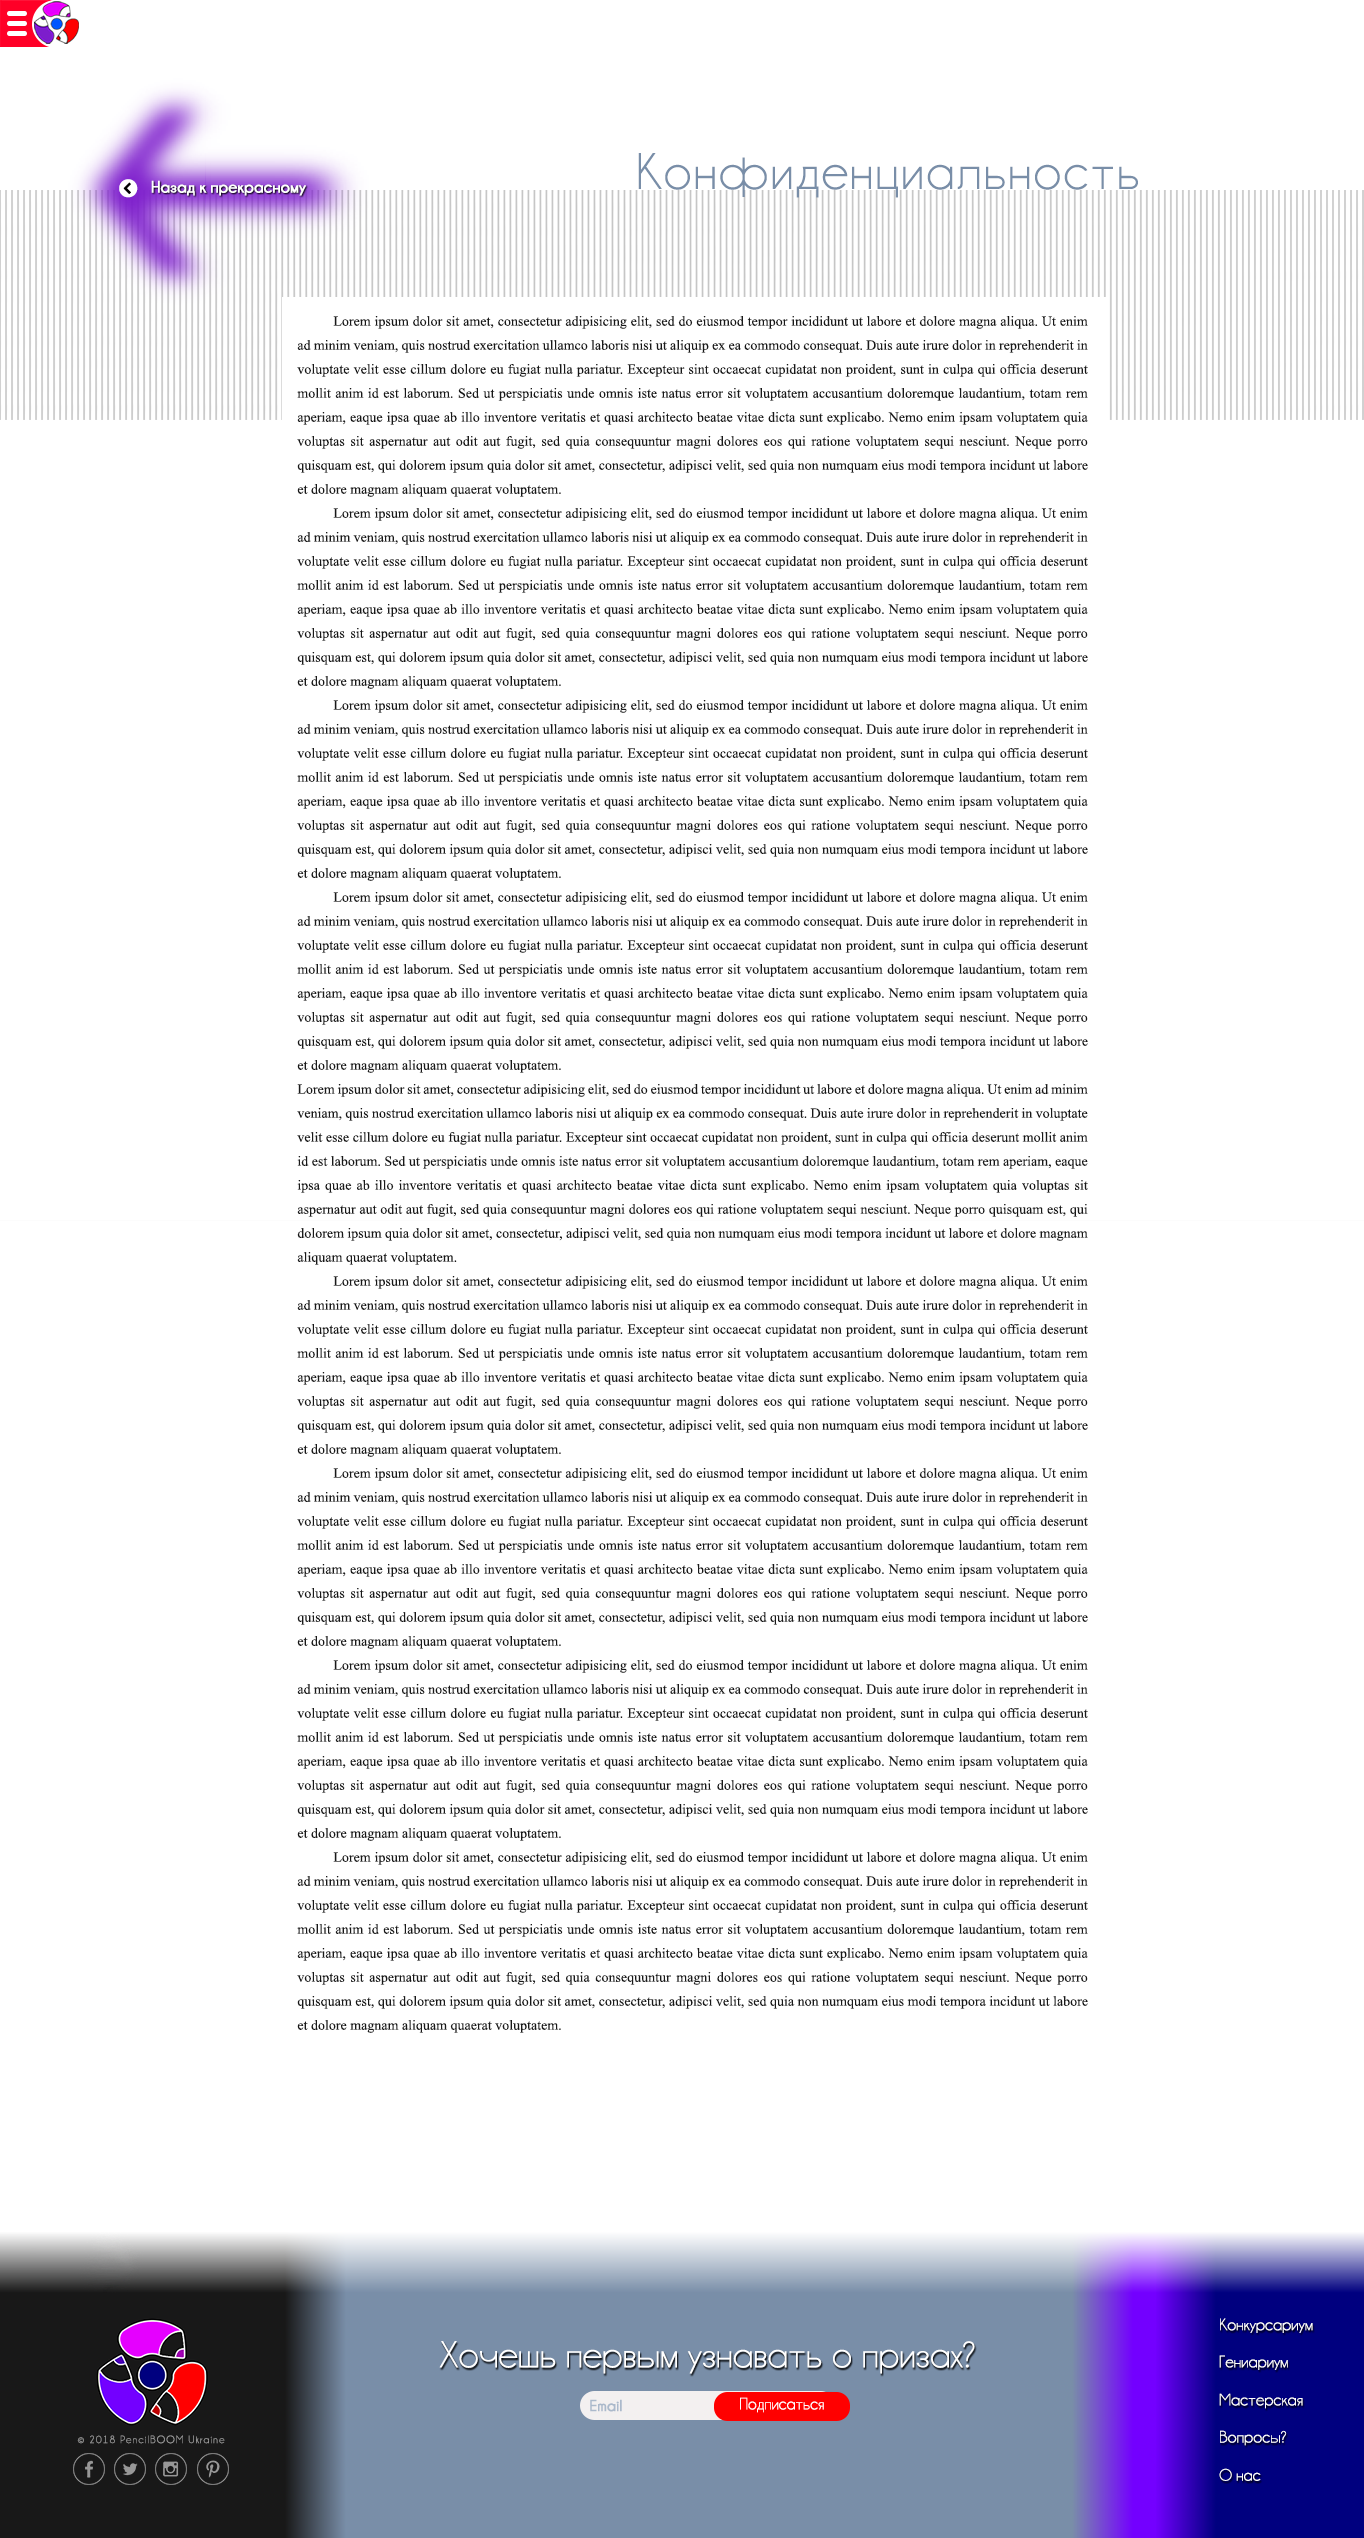 Назад к прекрасному
Конфиденциальность
Lorem ipsum dolor sit amet, consectetur adipisicing elit, sed do eiusmod tempor incididunt ut labore et dolore magna aliqua. Ut enim
ad minim veniam, quis nostrud exercitation ullamco laboris nisi ut aliquip ex ea commodo consequat. Duis aute irure dolor in reprehenderit in
voluptate velit esse cillum dolore eu fugiat nulla pariatur. Excepteur sint occaecat cupidatat non proident, sunt in culpa qui officia deserunt
mollit anim id est laborum. Sed ut perspiciatis unde omnis iste natus error sit voluptatem accusantium doloremque laudantium, totam rem
aperiam, eaque ipsa quae ab illo inventore veritatis et quasi architecto beatae vitae dicta sunt explicabo. Nemo enim ipsam voluptatem quia
voluptas sit aspernatur aut odit aut fugit, sed quia consequuntur magni dolores eos qui ratione voluptatem sequi nesciunt. Neque porro
quisquam est, qui dolorem ipsum quia dolor sit amet, consectetur, adipisci velit, sed quia non numquam eius modi tempora incidunt ut labore
et dolore magnam aliquam quaerat voluptatem.
Lorem ipsum dolor sit amet, consectetur adipisicing elit, sed do eiusmod tempor incididunt ut labore et dolore magna aliqua. Ut enim
ad minim veniam, quis nostrud exercitation ullamco laboris nisi ut aliquip ex ea commodo consequat. Duis aute irure dolor in reprehenderit in
voluptate velit esse cillum dolore eu fugiat nulla pariatur. Excepteur sint occaecat cupidatat non proident, sunt in culpa qui officia deserunt
mollit anim id est laborum. Sed ut perspiciatis unde omnis iste natus error sit voluptatem accusantium doloremque laudantium, totam rem
aperiam, eaque ipsa quae ab illo inventore veritatis et quasi architecto beatae vitae dicta sunt explicabo. Nemo enim ipsam voluptatem quia
voluptas sit aspernatur aut odit aut fugit, sed quia consequuntur magni dolores eos qui ratione voluptatem sequi nesciunt. Neque porro
quisquam est, qui dolorem ipsum quia dolor sit amet, consectetur, adipisci velit, sed quia non numquam eius modi tempora incidunt ut labore
et dolore magnam aliquam quaerat voluptatem.
Lorem ipsum dolor sit amet, consectetur adipisicing elit, sed do eiusmod tempor incididunt ut labore et dolore magna aliqua. Ut enim
ad minim veniam, quis nostrud exercitation ullamco laboris nisi ut aliquip ex ea commodo consequat. Duis aute irure dolor in reprehenderit in
voluptate velit esse cillum dolore eu fugiat nulla pariatur. Excepteur sint occaecat cupidatat non proident, sunt in culpa qui officia deserunt
mollit anim id est laborum. Sed ut perspiciatis unde omnis iste natus error sit voluptatem accusantium doloremque laudantium, totam rem
aperiam, eaque ipsa quae ab illo inventore veritatis et quasi architecto beatae vitae dicta sunt explicabo. Nemo enim ipsam voluptatem quia
voluptas sit aspernatur aut odit aut fugit, sed quia consequuntur magni dolores eos qui ratione voluptatem sequi nesciunt. Neque porro
quisquam est, qui dolorem ipsum quia dolor sit amet, consectetur, adipisci velit, sed quia non numquam eius modi tempora incidunt ut labore
et dolore magnam aliquam quaerat voluptatem.
Lorem ipsum dolor sit amet, consectetur adipisicing elit, sed do eiusmod tempor incididunt ut labore et dolore magna aliqua. Ut enim
ad minim veniam, quis nostrud exercitation ullamco laboris nisi ut aliquip ex ea commodo consequat. Duis aute irure dolor in reprehenderit in
voluptate velit esse cillum dolore eu fugiat nulla pariatur. Excepteur sint occaecat cupidatat non proident, sunt in culpa qui officia deserunt
mollit anim id est laborum. Sed ut perspiciatis unde omnis iste natus error sit voluptatem accusantium doloremque laudantium, totam rem
aperiam, eaque ipsa quae ab illo inventore veritatis et quasi architecto beatae vitae dicta sunt explicabo. Nemo enim ipsam voluptatem quia
voluptas sit aspernatur aut odit aut fugit, sed quia consequuntur magni dolores eos qui ratione voluptatem sequi nesciunt. Neque porro
quisquam est, qui dolorem ipsum quia dolor sit amet, consectetur, adipisci velit, sed quia non numquam eius modi tempora incidunt ut labore
et dolore magnam aliquam quaerat voluptatem.
Lorem ipsum dolor sit amet, consectetur adipisicing elit, sed do eiusmod tempor incididunt ut labore et dolore magna aliqua. Ut enim ad minim
veniam, quis nostrud exercitation ullamco laboris nisi ut aliquip ex ea commodo consequat. Duis aute irure dolor in reprehenderit in voluptate
velit esse cillum dolore eu fugiat nulla pariatur. Excepteur sint occaecat cupidatat non proident, sunt in culpa qui officia deserunt mollit anim
id est laborum. Sed ut perspiciatis unde omnis iste natus error sit voluptatem accusantium doloremque laudantium, totam rem aperiam, eaque
ipsa quae ab illo inventore veritatis et quasi architecto beatae vitae dicta sunt explicabo. Nemo enim ipsam voluptatem quia voluptas sit
aspernatur aut odit aut fugit, sed quia consequuntur magni dolores eos qui ratione voluptatem sequi nesciunt. Neque porro quisquam est, qui
dolorem ipsum quia dolor sit amet, consectetur, adipisci velit, sed quia non numquam eius modi tempora incidunt ut labore et dolore magnam
aliquam quaerat voluptatem.
Lorem ipsum dolor sit amet, consectetur adipisicing elit, sed do eiusmod tempor incididunt ut labore et dolore magna aliqua. Ut enim
ad minim veniam, quis nostrud exercitation ullamco laboris nisi ut aliquip ex ea commodo consequat. Duis aute irure dolor in reprehenderit in
voluptate velit esse cillum dolore eu fugiat nulla pariatur. Excepteur sint occaecat cupidatat non proident, sunt in culpa qui officia deserunt
mollit anim id est laborum. Sed ut perspiciatis unde omnis iste natus error sit voluptatem accusantium doloremque laudantium, totam rem
aperiam, eaque ipsa quae ab illo inventore veritatis et quasi architecto beatae vitae dicta sunt explicabo. Nemo enim ipsam voluptatem quia
voluptas sit aspernatur aut odit aut fugit, sed quia consequuntur magni dolores eos qui ratione voluptatem sequi nesciunt. Neque porro
quisquam est, qui dolorem ipsum quia dolor sit amet, consectetur, adipisci velit, sed quia non numquam eius modi tempora incidunt ut labore
et dolore magnam aliquam quaerat voluptatem.
Lorem ipsum dolor sit amet, consectetur adipisicing elit, sed do eiusmod tempor incididunt ut labore et dolore magna aliqua. Ut enim
ad minim veniam, quis nostrud exercitation ullamco laboris nisi ut aliquip ex ea commodo consequat. Duis aute irure dolor in reprehenderit in
voluptate velit esse cillum dolore eu fugiat nulla pariatur. Excepteur sint occaecat cupidatat non proident, sunt in culpa qui officia deserunt
mollit anim id est laborum. Sed ut perspiciatis unde omnis iste natus error sit voluptatem accusantium doloremque laudantium, totam rem
aperiam, eaque ipsa quae ab illo inventore veritatis et quasi architecto beatae vitae dicta sunt explicabo. Nemo enim ipsam voluptatem quia
voluptas sit aspernatur aut odit aut fugit, sed quia consequuntur magni dolores eos qui ratione voluptatem sequi nesciunt. Neque porro
quisquam est, qui dolorem ipsum quia dolor sit amet, consectetur, adipisci velit, sed quia non numquam eius modi tempora incidunt ut labore
et dolore magnam aliquam quaerat voluptatem.
Lorem ipsum dolor sit amet, consectetur adipisicing elit, sed do eiusmod tempor incididunt ut labore et dolore magna aliqua. Ut enim
ad minim veniam, quis nostrud exercitation ullamco laboris nisi ut aliquip ex ea commodo consequat. Duis aute irure dolor in reprehenderit in
voluptate velit esse cillum dolore eu fugiat nulla pariatur. Excepteur sint occaecat cupidatat non proident, sunt in culpa qui officia deserunt
mollit anim id est laborum. Sed ut perspiciatis unde omnis iste natus error sit voluptatem accusantium doloremque laudantium, totam rem
aperiam, eaque ipsa quae ab illo inventore veritatis et quasi architecto beatae vitae dicta sunt explicabo. Nemo enim ipsam voluptatem quia
voluptas sit aspernatur aut odit aut fugit, sed quia consequuntur magni dolores eos qui ratione voluptatem sequi nesciunt. Neque porro
quisquam est, qui dolorem ipsum quia dolor sit amet, consectetur, adipisci velit, sed quia non numquam eius modi tempora incidunt ut labore
et dolore magnam aliquam quaerat voluptatem.
Lorem ipsum dolor sit amet, consectetur adipisicing elit, sed do eiusmod tempor incididunt ut labore et dolore magna aliqua. Ut enim
ad minim veniam, quis nostrud exercitation ullamco laboris nisi ut aliquip ex ea commodo consequat. Duis aute irure dolor in reprehenderit in
voluptate velit esse cillum dolore eu fugiat nulla pariatur. Excepteur sint occaecat cupidatat non proident, sunt in culpa qui officia deserunt
mollit anim id est laborum. Sed ut perspiciatis unde omnis iste natus error sit voluptatem accusantium doloremque laudantium, totam rem
aperiam, eaque ipsa quae ab illo inventore veritatis et quasi architecto beatae vitae dicta sunt explicabo. Nemo enim ipsam voluptatem quia
voluptas sit aspernatur aut odit aut fugit, sed quia consequuntur magni dolores eos qui ratione voluptatem sequi nesciunt. Neque porro
quisquam est, qui dolorem ipsum quia dolor sit amet, consectetur, adipisci velit, sed quia non numquam eius modi tempora incidunt ut labore
et dolore magnam aliquam quaerat voluptatem.
© 2018 PencilBOOM Ukraine
Хочешь первым узнавать о призах?
Email
Подписаться
Конкурсариум
Гениариум
Мастерская
Вопросы?
О нас